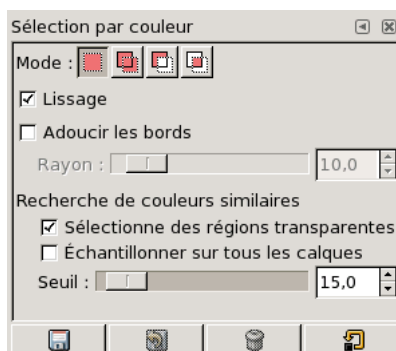 Sélection par couleur
Mode :
Lissage
Adoucir les bords
Rayon : 10,0
Recherche de couleurs similaires
Sélectionne des régions transparentes
Échantillonner sur tous les calques
Seuil : 15,0